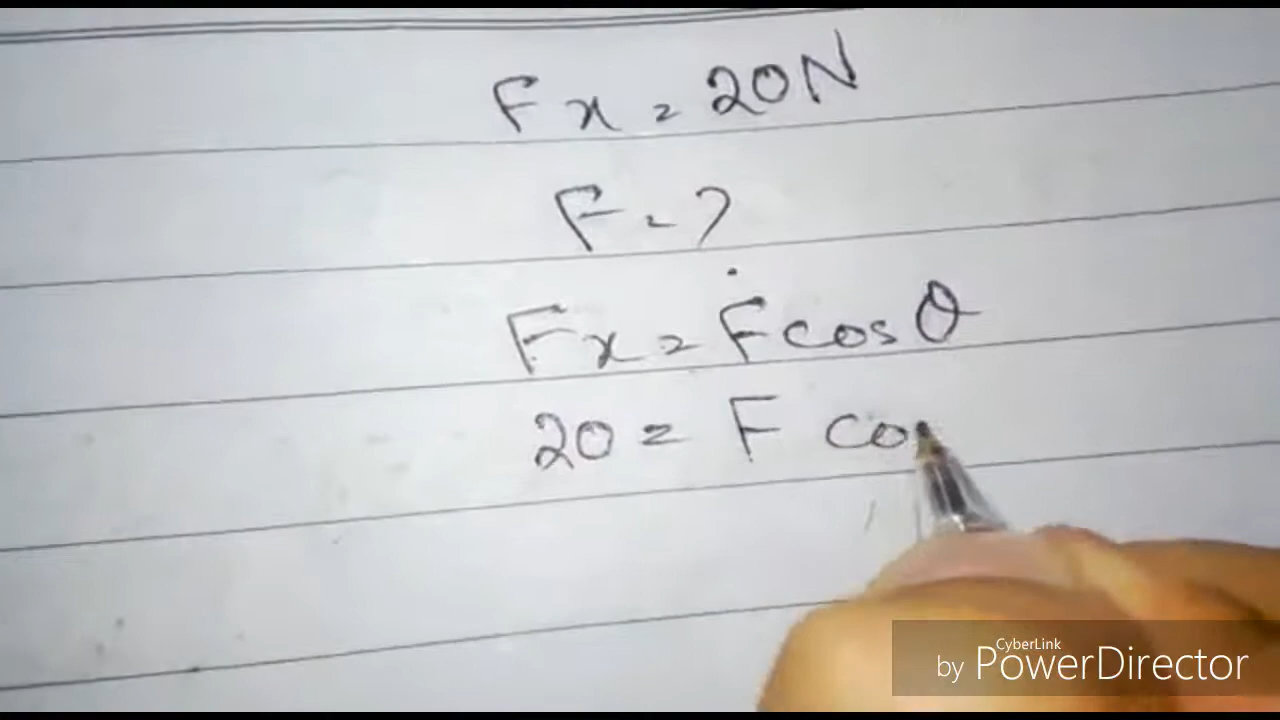 Fx = 20N
F = ?
Fx = F cos θ
20 = F co
CyberLink
by PowerDirector